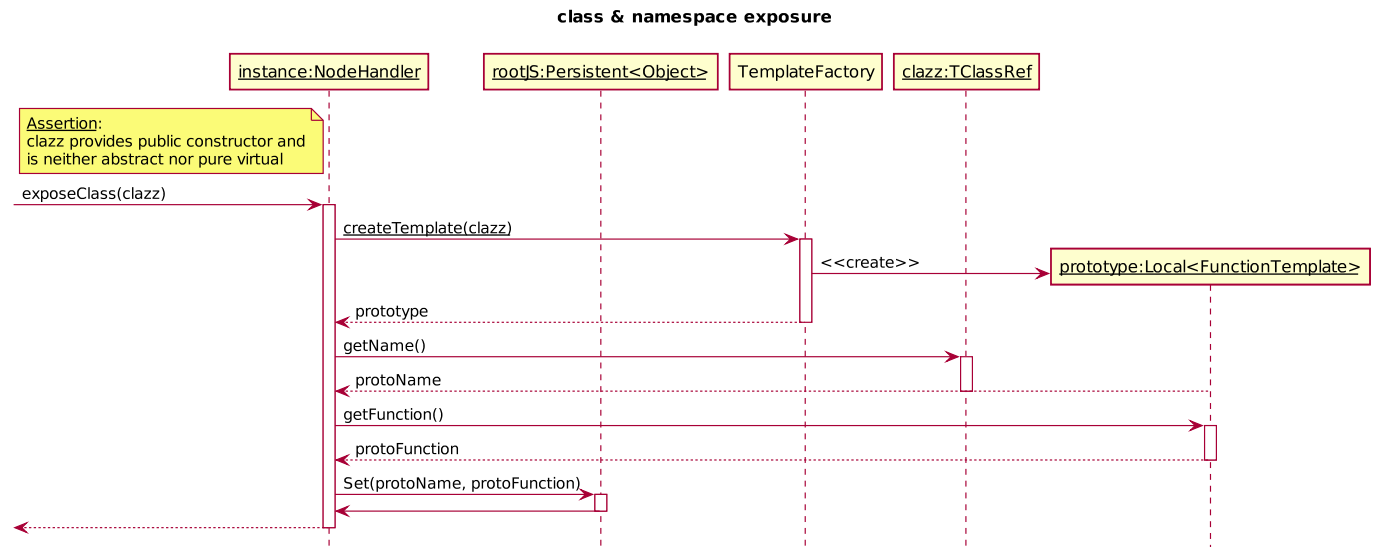 class & namespace exposure
instance:NodeHandler
rootJS:Persistent<Object>
TemplateFactory
clazz:TClassRef
Assertion:
clazz provides public constructor and
is neither abstract nor pure virtual
exposeClass(clazz)
createTemplate(clazz)
<<create>>
prototype:Local<FunctionTemplate>
prototype
getName()
protoName
getFunction()
protoFunction
Set(protoName, protoFunction)